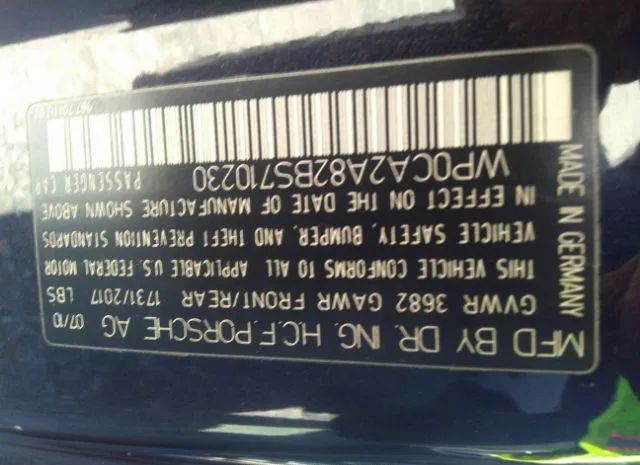 MFD BY DR. ING. H.C.F. PORSCHE AG 07/10
GVWR 3682 GAWR FRONT/REAR 1731/2017 LBS
THIS VEHICLE CONFORMS TO ALL APPLICABLE U.S. FEDERAL MOTOR
VEHICLE SAFETY, BUMPER, AND THEFT PREVENTION STANDARDS
IN EFFECT ON THE DATE OF MANUFACTURE SHOWN ABOVE
WP0CA2A82BS710230 PASSENGER CAR
MADE IN GERMANY